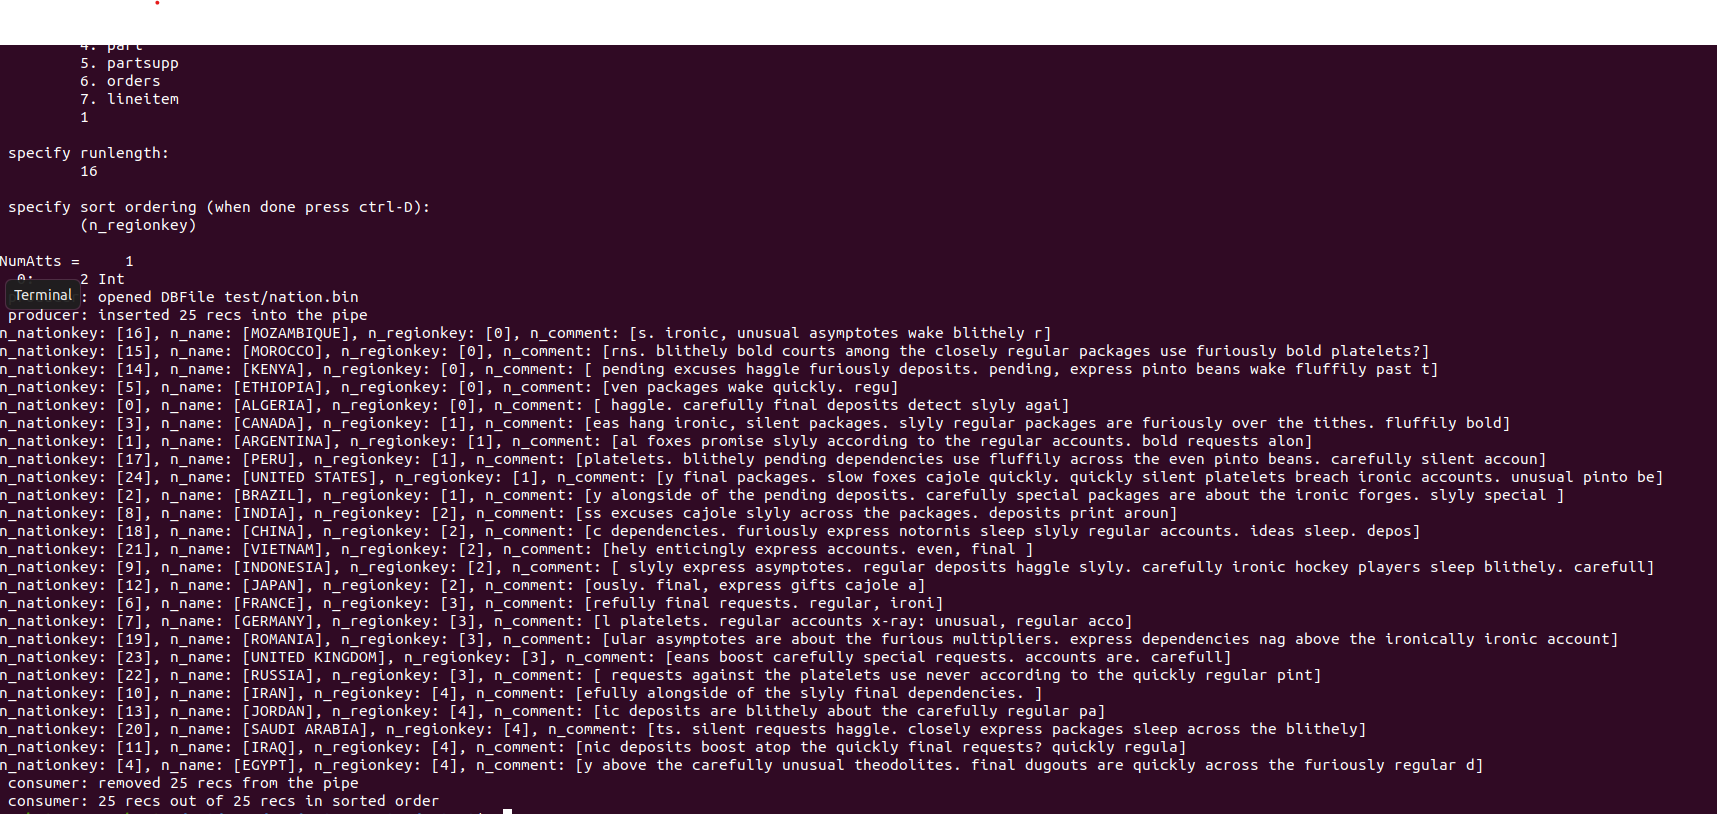 4. part
5. partsupp
6. orders
7. lineitem
1
specify runlength:
16
specify sort ordering (when done press ctrl-D):
(n_regionkey)
NumAtts =     1
0:     2 Int
Terminal : opened DBFile test/nation.bin
producer: inserted 25 recs into the pipe
n_nationkey: [16], n_name: [MOZAMBIQUE], n_regionkey: [0], n_comment: [s. ironic, unusual asymptotes wake blithely r]
n_nationkey: [15], n_name: [MOROCCO], n_regionkey: [0], n_comment: [rns. blithely bold courts among the closely regular packages use furiously bold platelets?]
n_nationkey: [14], n_name: [KENYA], n_regionkey: [0], n_comment: [ pending excuses haggle furiously deposits. pending, express pinto beans wake fluffily past t]
n_nationkey: [5], n_name: [ETHIOPIA], n_regionkey: [0], n_comment: [ven packages wake quickly. regu]
n_nationkey: [0], n_name: [ALGERIA], n_regionkey: [0], n_comment: [ haggle. carefully final deposits detect slyly agai]
n_nationkey: [3], n_name: [CANADA], n_regionkey: [1], n_comment: [eas hang ironic, silent packages. slyly regular packages are furiously over the tithes. fluffily bold]
n_nationkey: [1], n_name: [ARGENTINA], n_regionkey: [1], n_comment: [al foxes promise slyly according to the regular accounts. bold requests alon]
n_nationkey: [17], n_name: [PERU], n_regionkey: [1], n_comment: [platelets. blithely pending dependencies use fluffily across the even pinto beans. carefully silent accoun]
n_nationkey: [24], n_name: [UNITED STATES], n_regionkey: [1], n_comment: [y final packages. slow foxes cajole quickly. quickly silent platelets breach ironic accounts. unusual pinto be]
n_nationkey: [2], n_name: [BRAZIL], n_regionkey: [1], n_comment: [y alongside of the pending deposits. carefully special packages are about the ironic forges. slyly special ]
n_nationkey: [8], n_name: [INDIA], n_regionkey: [2], n_comment: [ss excuses cajole slyly across the packages. deposits print aroun]
n_nationkey: [18], n_name: [CHINA], n_regionkey: [2], n_comment: [c dependencies. furiously express notornis sleep slyly regular accounts. ideas sleep. depos]
n_nationkey: [21], n_name: [VIETNAM], n_regionkey: [2], n_comment: [hely enticingly express accounts. even, final ]
n_nationkey: [9], n_name: [INDONESIA], n_regionkey: [2], n_comment: [ slyly express asymptotes. regular deposits haggle slyly. carefully ironic hockey players sleep blithely. carefull]
n_nationkey: [12], n_name: [JAPAN], n_regionkey: [2], n_comment: [ously. final, express gifts cajole a]
n_nationkey: [6], n_name: [FRANCE], n_regionkey: [3], n_comment: [refully final requests. regular, ironi]
n_nationkey: [7], n_name: [GERMANY], n_regionkey: [3], n_comment: [l platelets. regular accounts x-ray: unusual, regular acco]
n_nationkey: [19], n_name: [ROMANIA], n_regionkey: [3], n_comment: [ular asymptotes are about the furious multipliers. express dependencies nag above the ironically ironic account]
n_nationkey: [23], n_name: [UNITED KINGDOM], n_regionkey: [3], n_comment: [eans boost carefully special requests. accounts are. carefull]
n_nationkey: [22], n_name: [RUSSIA], n_regionkey: [3], n_comment: [ requests against the platelets use never according to the quickly regular pint]
n_nationkey: [10], n_name: [IRAN], n_regionkey: [4], n_comment: [efully alongside of the slyly final dependencies. ]
n_nationkey: [13], n_name: [JORDAN], n_regionkey: [4], n_comment: [ic deposits are blithely about the carefully regular pa]
n_nationkey: [20], n_name: [SAUDI ARABIA], n_regionkey: [4], n_comment: [ts. silent requests haggle. closely express packages sleep across the blithely]
n_nationkey: [11], n_name: [IRAQ], n_regionkey: [4], n_comment: [nic deposits boost atop the quickly final requests? quickly regula]
n_nationkey: [4], n_name: [EGYPT], n_regionkey: [4], n_comment: [y above the carefully unusual theodolites. final dugouts are quickly across the furiously regular d]
consumer: removed 25 recs from the pipe
consumer: 25 recs out of 25 recs in sorted order